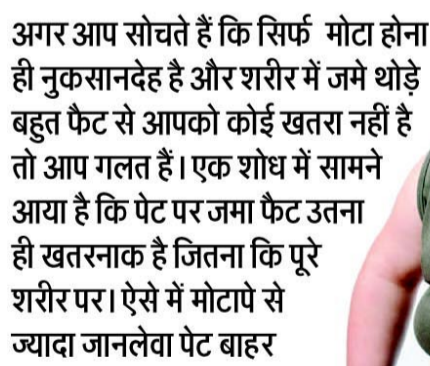 अगर आप सोचते हैं कि सिर्फ मोटा होना
ही नुकसानदेह है और शरीर में जमे थोड़े
बहुत फैट से आपको कोई खतरा नहीं है
तो आप गलत हैं। एक शोध में सामने
आया है कि पेट पर जमा फैट उतना
ही खतरनाक है जितना कि पूरे
शरीर पर। ऐसे में मोटापे से
ज्यादा जानलेवा पेट बाहर